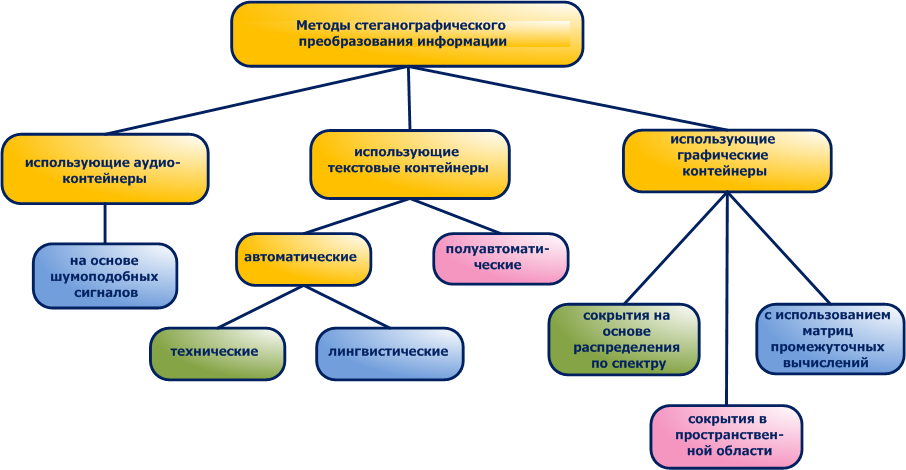 Методы стеганографического
преобразования информации
использующие аудио-
контейнеры
использующие
текстовые контейнеры
использующие
графические
контейнеры
на основе
шумоподобных
сигналов
автоматические
полуавтомати-
ческие
технические
лингвистические
сокрытия на
основе
распределения
по спектру
с использованием
матриц
промежуточных
вычислений
сокрытия в
пространствен-
ной области